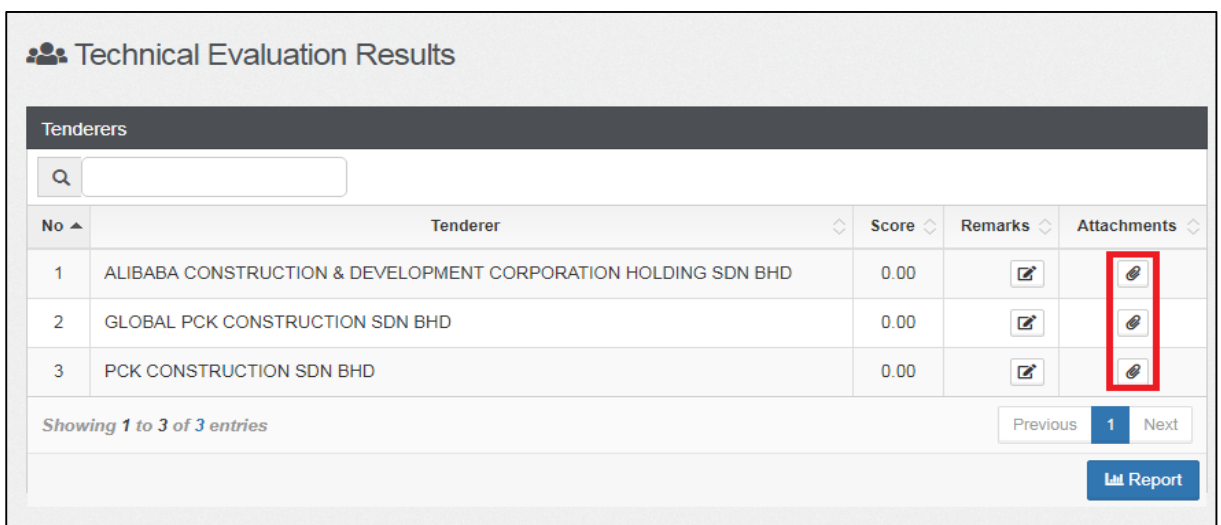 Technical Evaluation Results
Tenderers
No Tenderer Score Remarks Attachments
1 ALIBABA CONSTRUCTION & DEVELOPMENT CORPORATION HOLDING SDN BHD 0.00
2 GLOBAL PCK CONSTRUCTION SDN BHD 0.00
3 PCK CONSTRUCTION SDN BHD 0.00
Showing 1 to 3 of 3 entries Previous 1 Next
Report